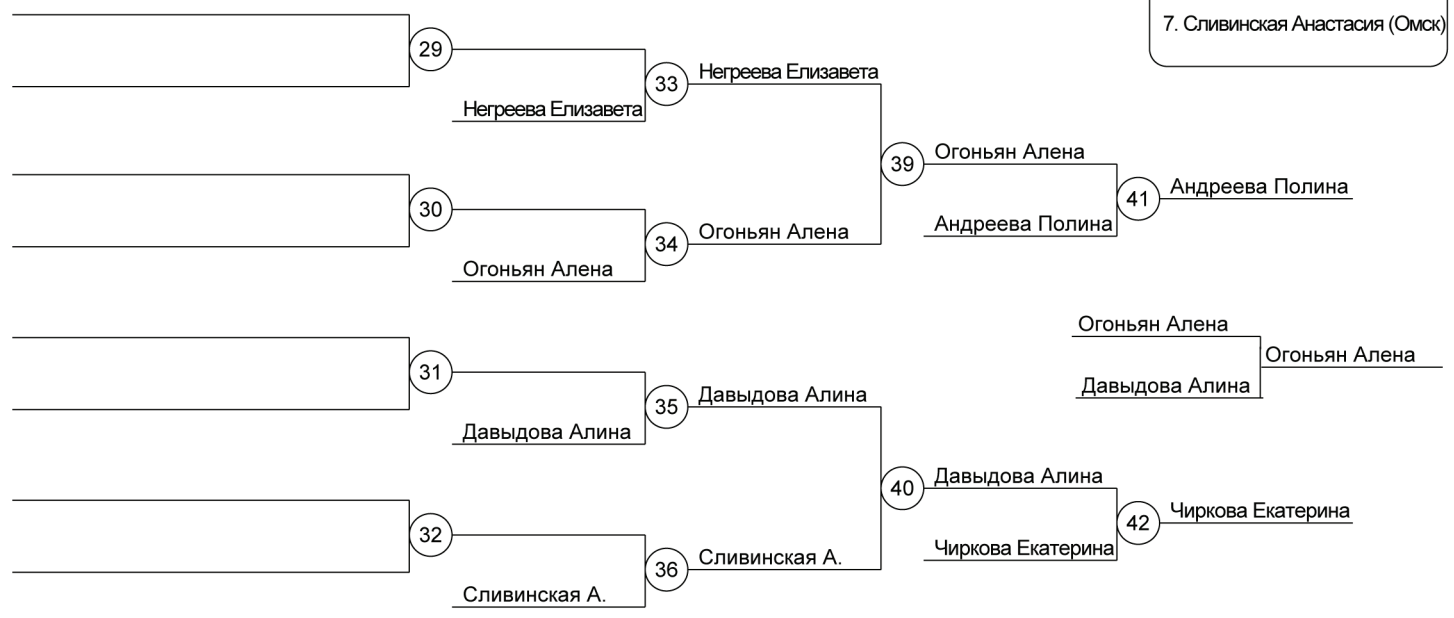 7. Сливинская Анастасия (Омск)
29
33
Негреева Елизавета
Негреева Елизавета
39
Огоньян Алена
41
Андреева Полина
Андреева Полина
30
34
Огоньян Алена
Огоньян Алена
Огоньян Алена
Огоньян Алена
Давыдова Алина
31
35
Давыдова Алина
Давыдова Алина
40
Давыдова Алина
42
Чиркова Екатерина
Чиркова Екатерина
32
36
Сливинская А.
Сливинская А.